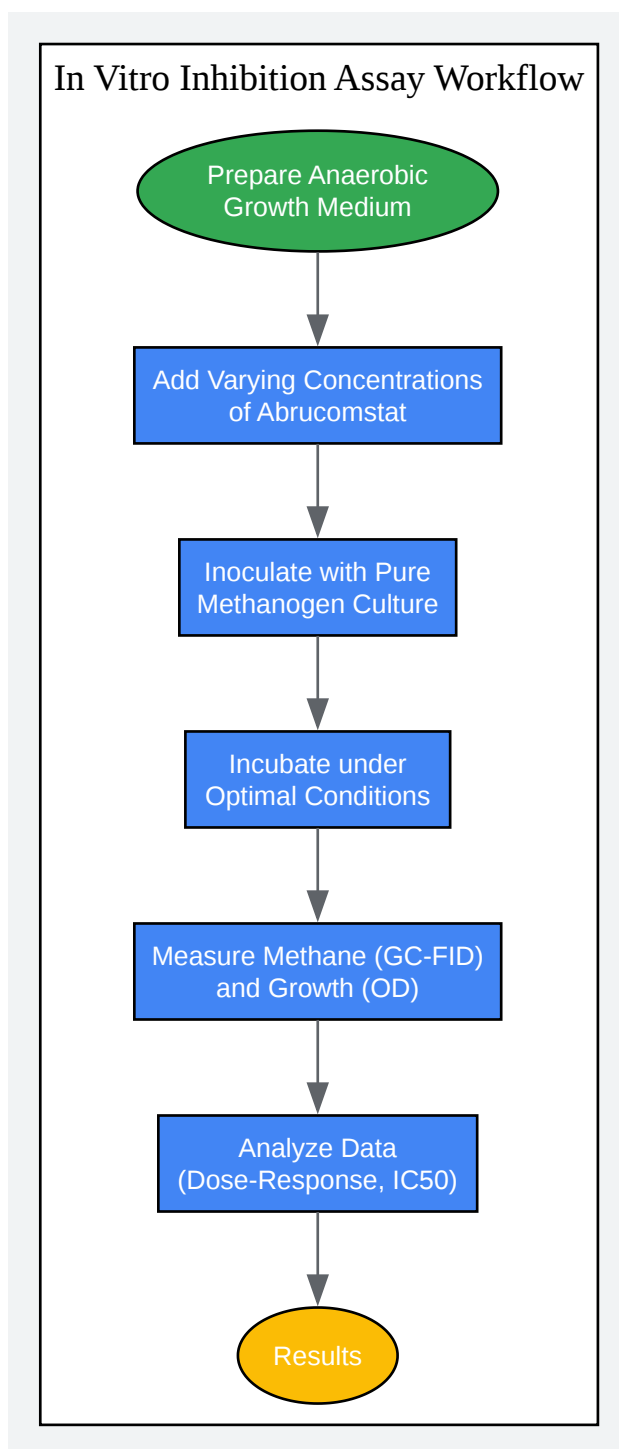 In Vitro Inhibition Assay Workflow
Prepare Anaerobic
Growth Medium
Add Varying Concentrations
of Abrucomstat
Inoculate with Pure
Methanogen Culture
Incubate under
Optimal Conditions
Measure Methane (GC-FID)
and Growth (OD)
Analyze Data
(Dose-Response, IC50)
Results